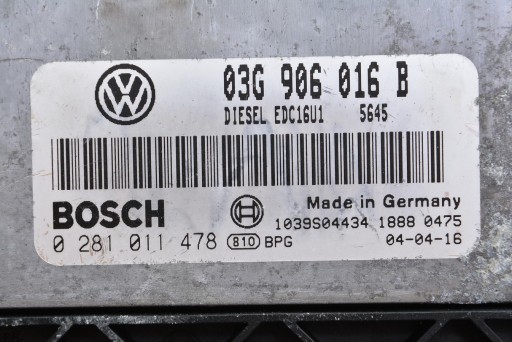 03G 906 016 B
DIESEL EDC16U1 5645
BOSCH
Made in Germany
1039S04434 1888 0475
0 281 011 478 810 BPG 04-04-16